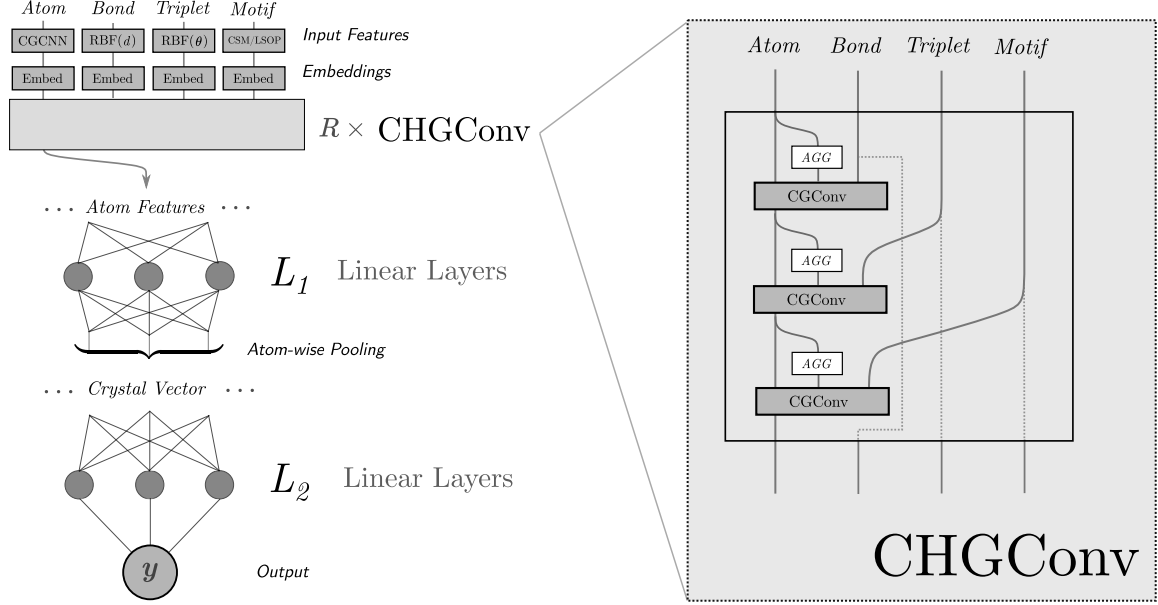 Atom Bond Triplet Motif
CGCNN RBF(d) RBF(θ) CSM/LSOP Input Features
Embed Embed Embed Embed Embeddings
R × CHGConv
... Atom Features ...
L1 Linear Layers
Atom-wise Pooling
... Crystal Vector ...
L2 Linear Layers
y Output
Atom Bond Triplet Motif
AGG
CGConv
AGG
CGConv
AGG
CGConv
CHGConv